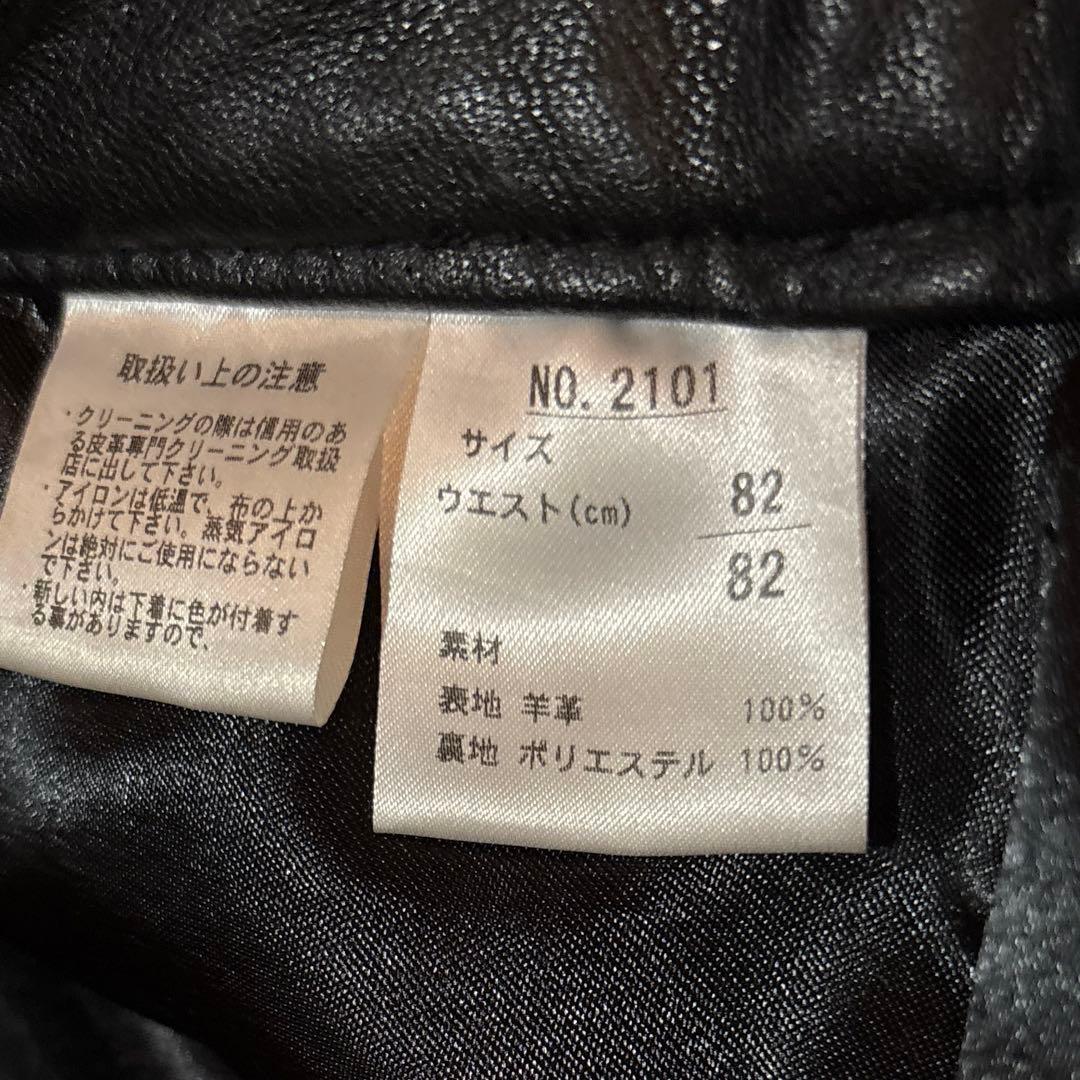 取扱い上の注意
・クリーニングの際は信用のあ
る皮革専門クリーニング取扱
店に出して下さい。
・アイロンは低温で、布の上か
らかけて下さい。蒸気アイロ
ンは絶対にご使用にならない
で下さい。
・新しい内は下着に色が付着す
る事がありますので、
NO. 2101
サイズ 82
ウエスト(cm) 82
素材
表地 羊革 100%
裏地 ポリエステル 100%